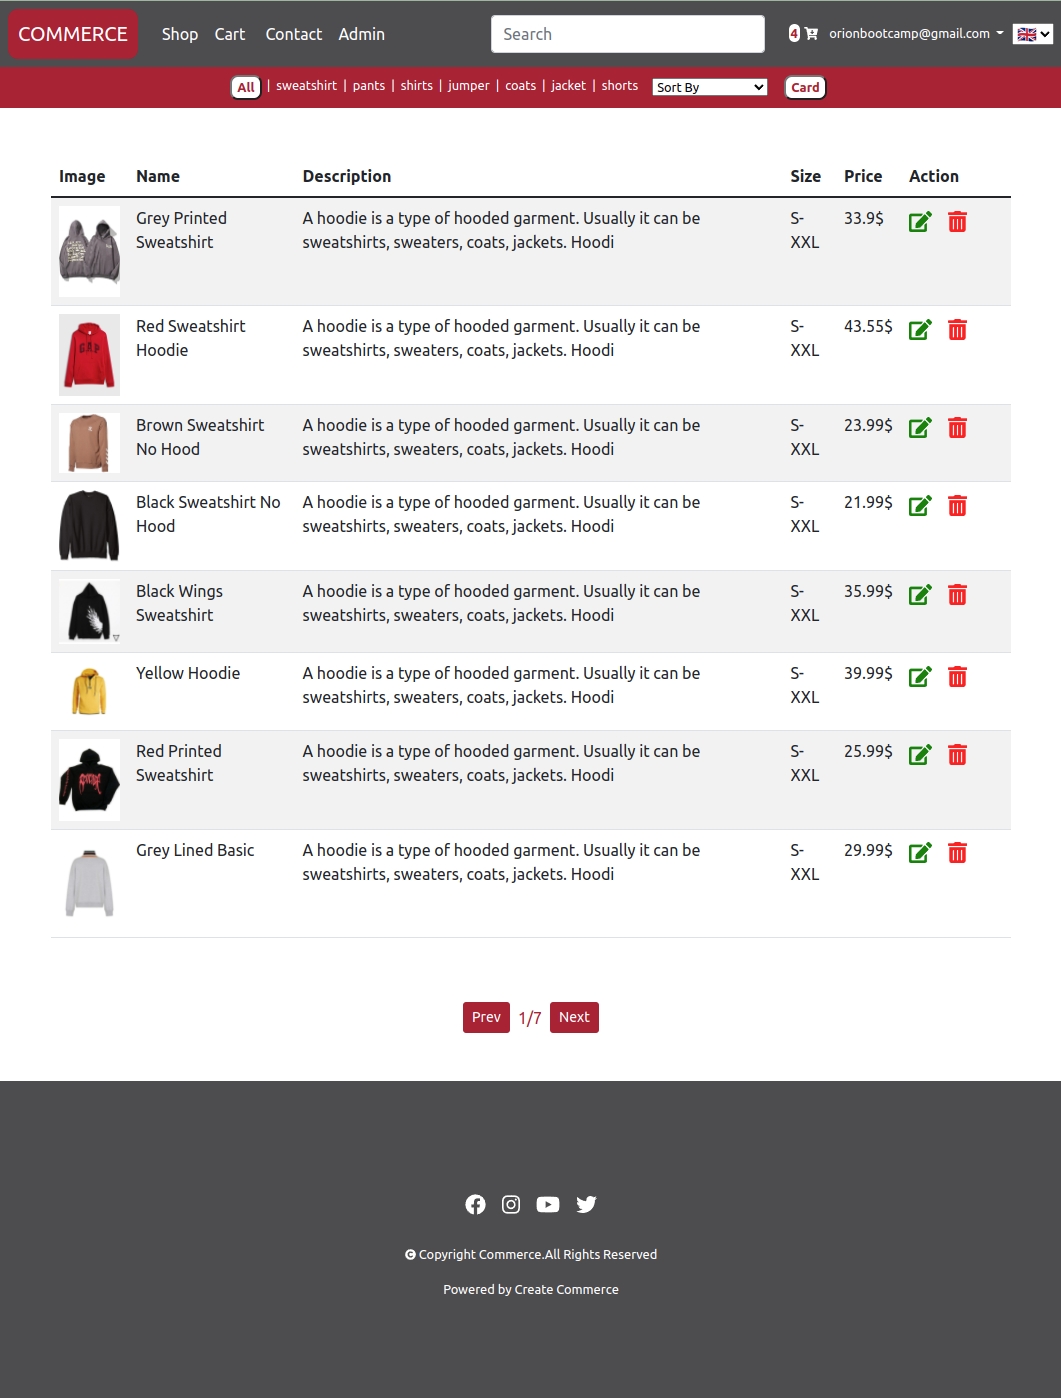 COMMERCE Shop Cart Contact Admin Search 4 orionbootcamp@gmail.com
All | sweatshirt | pants | shirts | jumper | coats | jacket | shorts Sort By Card
Image Name Description Size Price Action
Grey Printed A hoodie is a type of hooded garment. Usually it can be S- 33.9$
Sweatshirt sweatshirts, sweaters, coats, jackets. Hoodi XXL
Red Sweatshirt A hoodie is a type of hooded garment. Usually it can be S- 43.55$
Hoodie sweatshirts, sweaters, coats, jackets. Hoodi XXL
GAP
Brown Sweatshirt A hoodie is a type of hooded garment. Usually it can be S- 23.99$
No Hood sweatshirts, sweaters, coats, jackets. Hoodi XXL
Black Sweatshirt No A hoodie is a type of hooded garment. Usually it can be S- 21.99$
Hood sweatshirts, sweaters, coats, jackets. Hoodi XXL
Black Wings A hoodie is a type of hooded garment. Usually it can be S- 35.99$
Sweatshirt sweatshirts, sweaters, coats, jackets. Hoodi XXL
Yellow Hoodie A hoodie is a type of hooded garment. Usually it can be S- 39.99$
sweatshirts, sweaters, coats, jackets. Hoodi XXL
Red Printed A hoodie is a type of hooded garment. Usually it can be S- 25.99$
Sweatshirt sweatshirts, sweaters, coats, jackets. Hoodi XXL
Grey Lined Basic A hoodie is a type of hooded garment. Usually it can be S- 29.99$
sweatshirts, sweaters, coats, jackets. Hoodi XXL
Prev 1/7 Next
Copyright Commerce.All Rights Reserved
Powered by Create Commerce